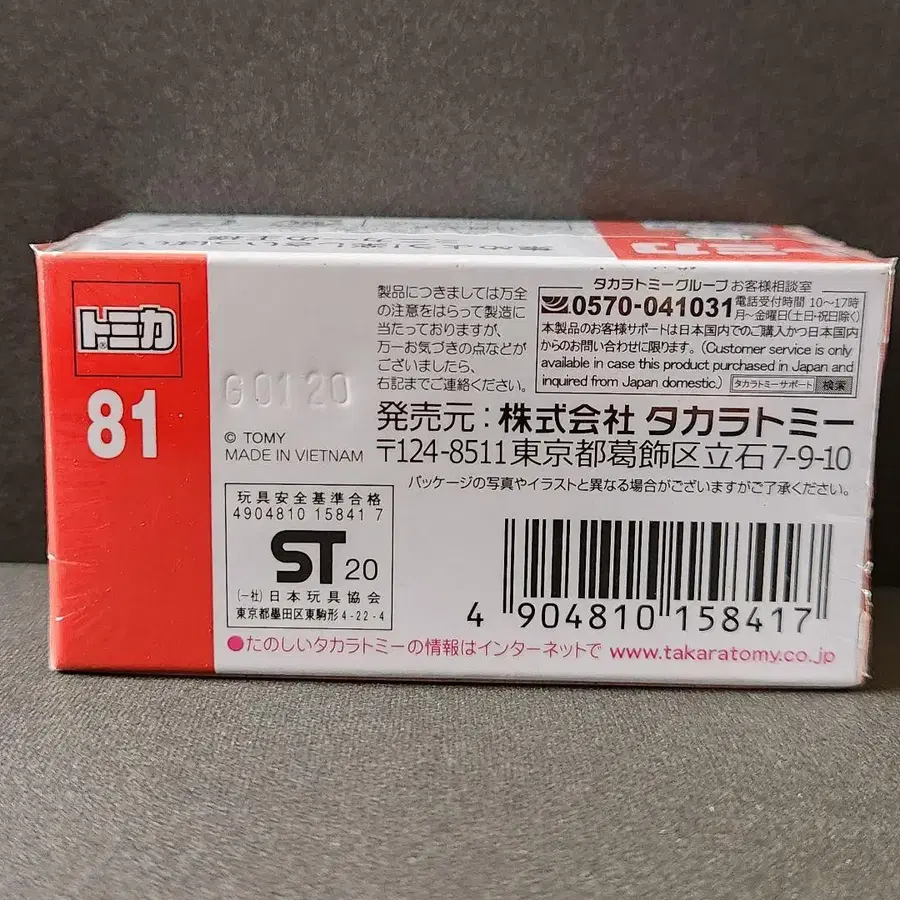 トミカ
トミカ
81
G0120
© TOMY
MADE IN VIETNAM
製品につきましては万全
の注意をはらって製造に
当たっておりますが、
万一お気づきの点などが
ございましたら、
右記までご連絡ください。
タカラトミーグループ お客様相談室
0570-041031
電話受付時間 10〜17時
月〜金曜日(土・日・祝日除く)
本製品のお客様サポートは日本国内でのご購入かつ日本国内
からのお問い合わせに限ります。(Customer service is only
available in case this product purchased in Japan and
inquired from Japan domestic.) タカラトミーサポート 検索
発売元：株式会社 タカラトミー
〒124-8511東京都葛飾区立石7-9-10
パッケージの写真やイラストと異なる場合がございますがご了承ください。
玩具安全基準合格
4904810 15841 7
ST 20
(一社)日本玩具協会
東京都墨田区東駒形4-22-4
4 904810 158417
●たのしいタカラトミーの情報はインターネットで www.takaratomy.co.jp